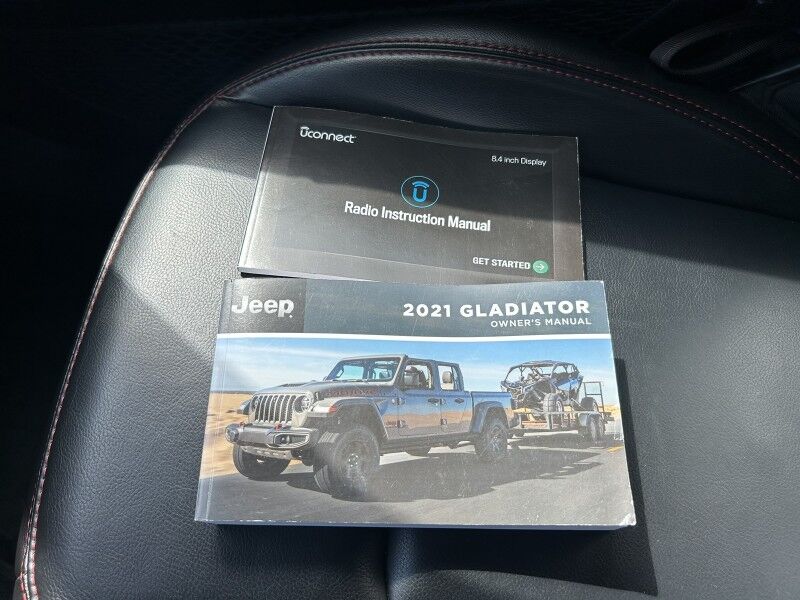 Uconnect
8.4 inch Display
Radio Instruction Manual
GET STARTED
Jeep
2021 GLADIATOR
OWNER'S MANUAL